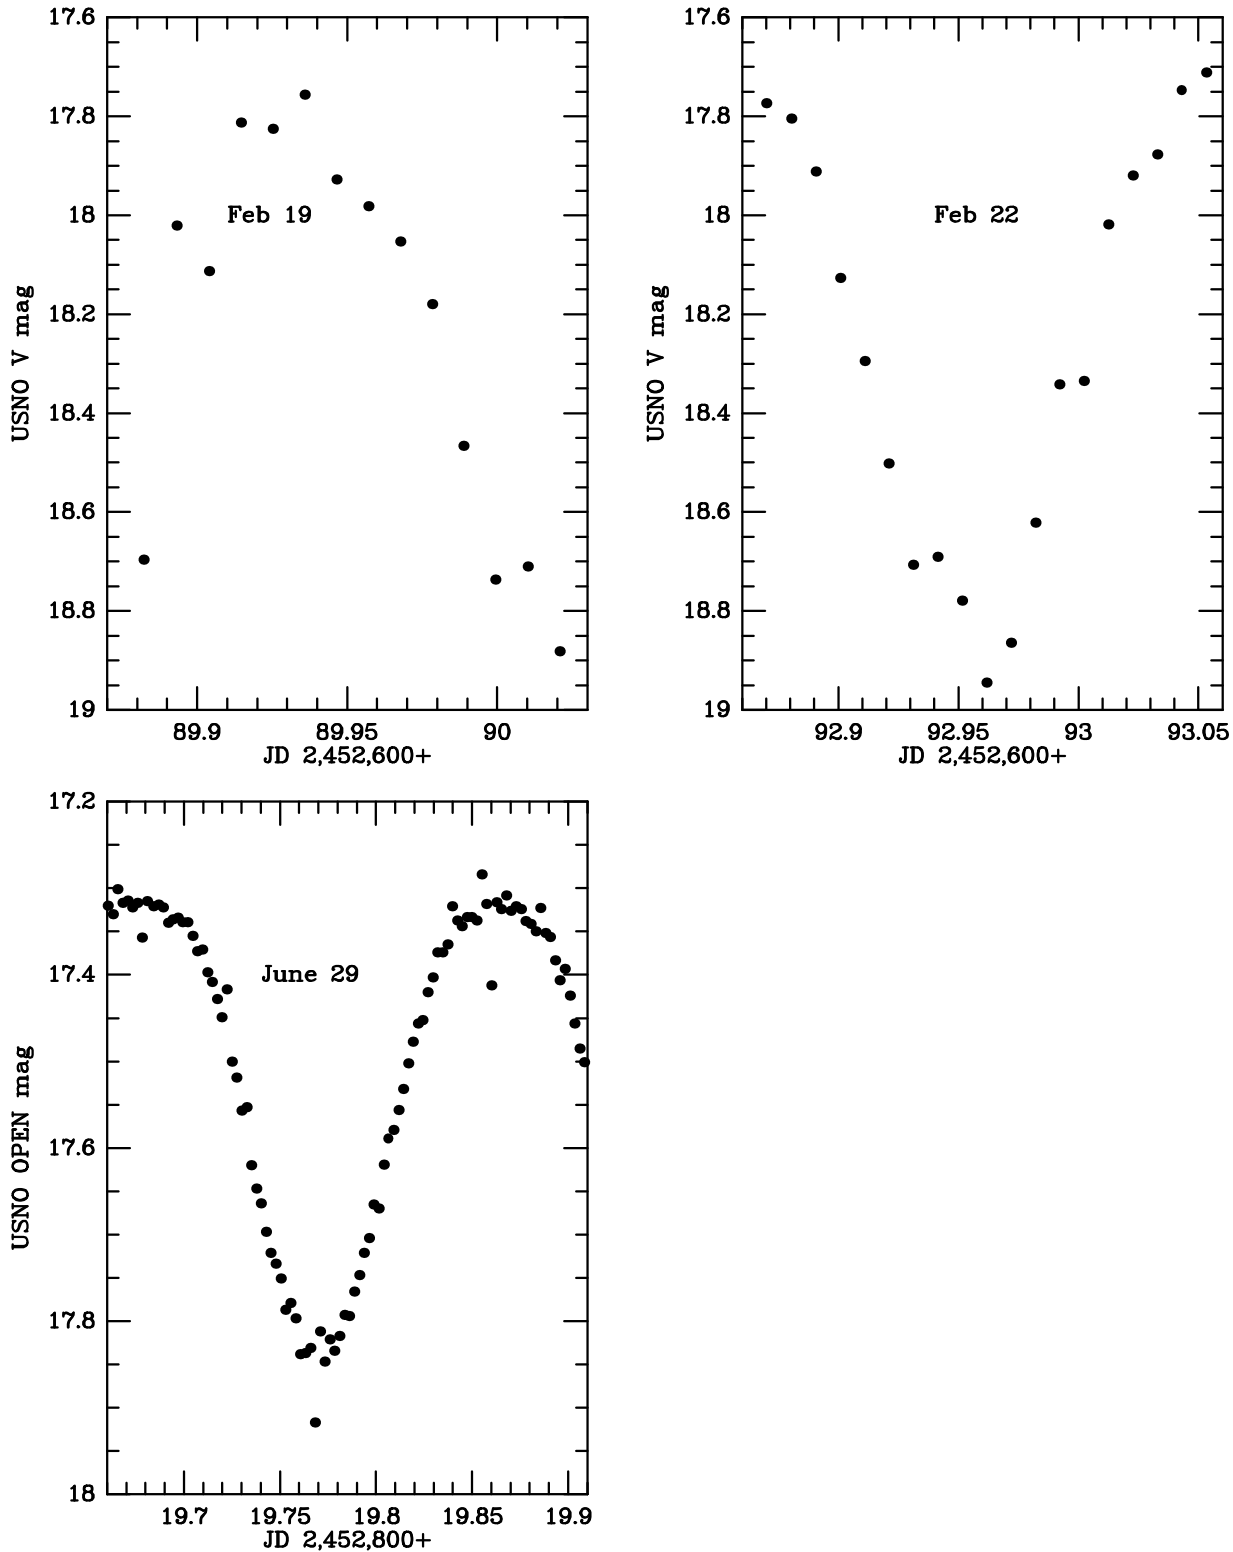 17.6
17.8
18
18.2
18.4
18.6
18.8
19
USNO V mag
Feb 19
89.9 89.95 90
JD 2,452,600+
17.6
17.8
18
18.2
18.4
18.6
18.8
19
USNO V mag
Feb 22
92.9 92.95 93 93.05
JD 2,452,600+
17.2
17.4
17.6
17.8
18
USNO OPEN mag
June 29
19.7 19.75 19.8 19.85 19.9
JD 2,452,800+